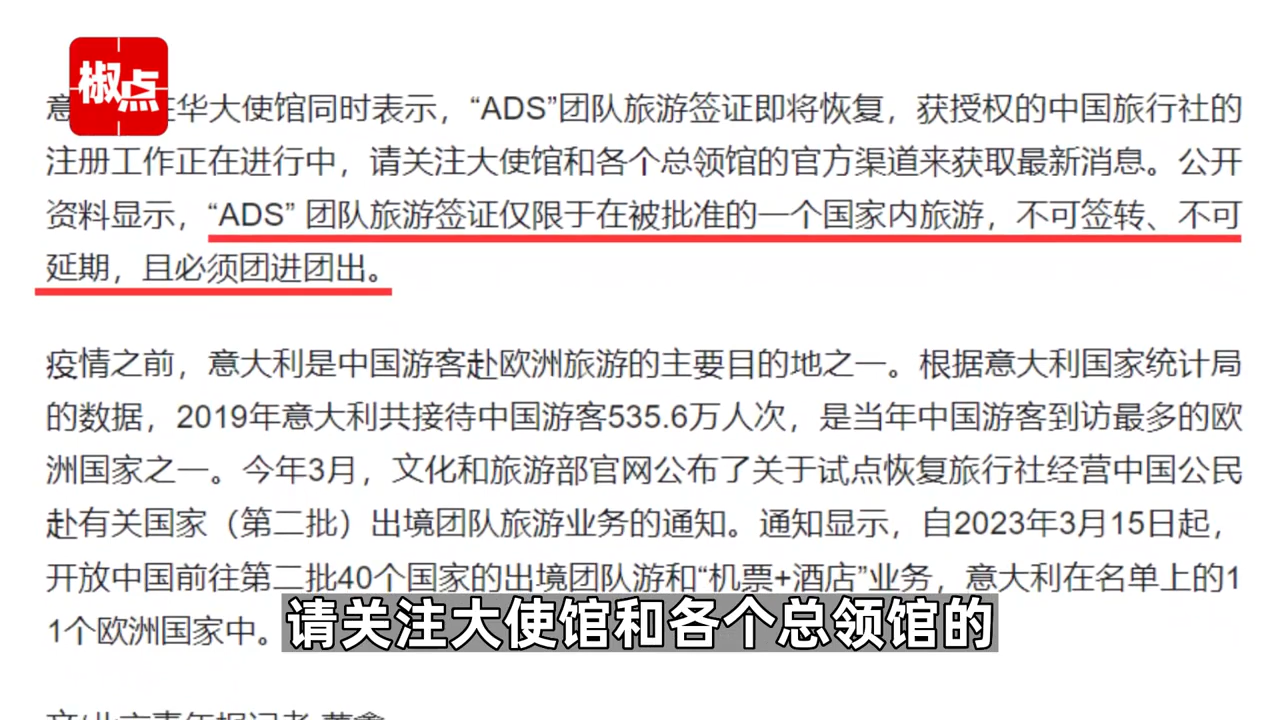 椒点
意 在华大使馆同时表示，“ADS”团队旅游签证即将恢复，获授权的中国旅行社的
注册工作正在进行中，请关注大使馆和各个总领馆的官方渠道来获取最新消息。公开
资料显示，“ADS” 团队旅游签证仅限于在被批准的一个国家内旅游，不可签转、不可
延期，且必须团进团出。
疫情之前，意大利是中国游客赴欧洲旅游的主要目的地之一。根据意大利国家统计局
的数据，2019年意大利共接待中国游客535.6万人次，是当年中国游客到访最多的欧
洲国家之一。今年3月，文化和旅游部官网公布了关于试点恢复旅行社经营中国公民
赴有关国家（第二批）出境团队旅游业务的通知。通知显示，自2023年3月15日起，
开放中国前往第二批40个国家的出境团队游和“机票+酒店”业务，意大利在名单上的1
1个欧洲国家中。
请关注大使馆和各个总领馆的